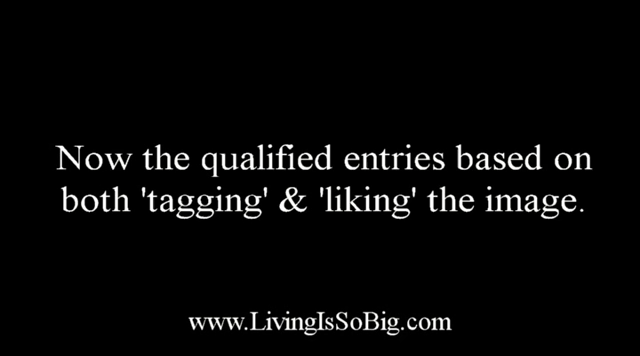 Now the qualified entries based on
both 'tagging' & 'liking' the image.
www.LivingIsSoBig.com